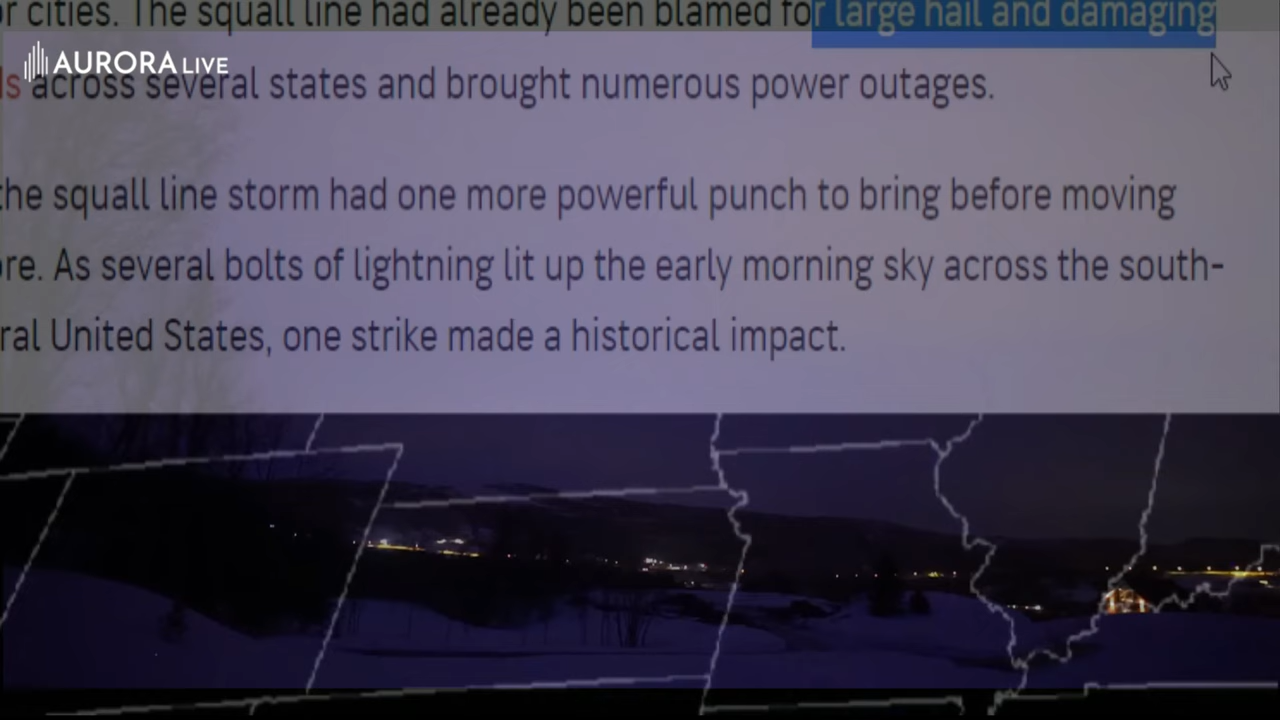 r cities. The squall line had already been blamed for large hail and damaging
AURORA LIVE
s across several states and brought numerous power outages.
the squall line storm had one more powerful punch to bring before moving
re. As several bolts of lightning lit up the early morning sky across the south-
ral United States, one strike made a historical impact.